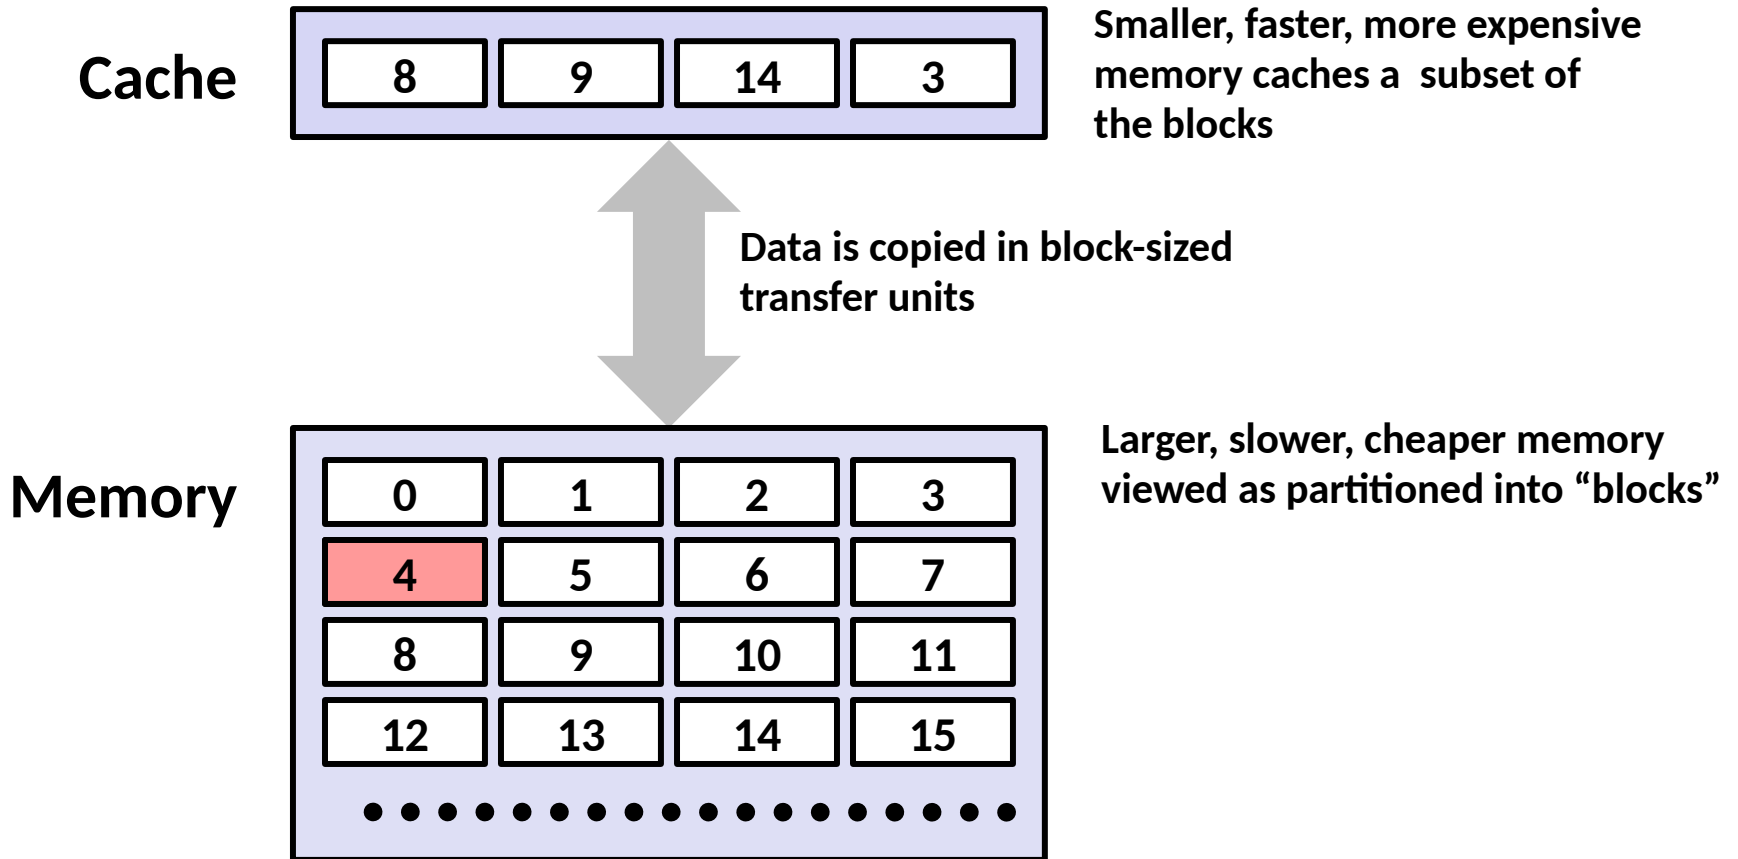 Cache
8 9 14 3
Smaller, faster, more expensive
memory caches a  subset of
the blocks
Data is copied in block-sized
transfer units
Memory
Larger, slower, cheaper memory
viewed as partitioned into “blocks”
0 1 2 3
4 5 6 7
8 9 10 11
12 13 14 15